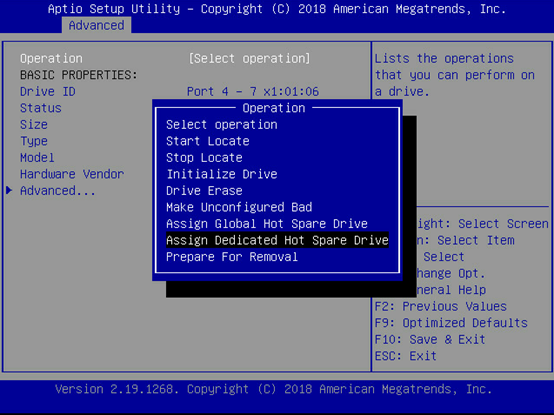 Aptio Setup Utility – Copyright (C) 2018 American Megatrends, Inc.
Advanced
Operation [Select operation]
BASIC PROPERTIES:
Drive ID Port 4 - 7 x1:01:06
Status
Size
Type
Model
Hardware Vendor
Advanced...
Operation
Select operation
Start Locate
Stop Locate
Initialize Drive
Drive Erase
Make Unconfigured Bad
Assign Global Hot Spare Drive
Assign Dedicated Hot Spare Drive
Prepare For Removal
Lists the operations
that you can perform on
a drive.
ight: Select Screen
n: Select Item
Select
hange Opt.
neral Help
F2: Previous Values
F9: Optimized Defaults
F10: Save & Exit
ESC: Exit
Version 2.19.1268. Copyright (C) 2018 American Megatrends, Inc.